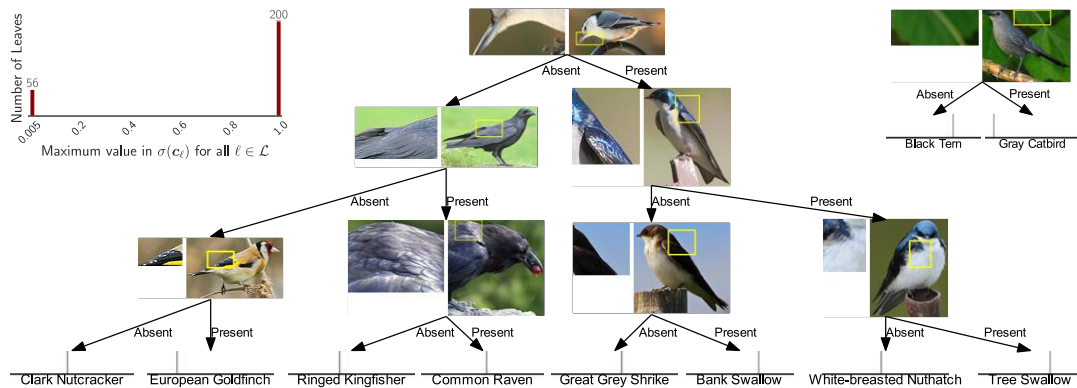 Number of Leaves
200
56
0.005
0.2
0.4
0.6
0.8
1.0
Maximum value in σ(c_ℓ) for all ℓ ∈ ℒ
Absent
Present
Absent
Present
Black Tern
Gray Catbird
Absent
Present
Absent
Present
Absent
Present
Absent
Present
Absent
Present
Absent
Present
Clark Nutcracker
European Goldfinch
Ringed Kingfisher
Common Raven
Great Grey Shrike
Bank Swallow
White-breasted Nuthatch
Tree Swallow